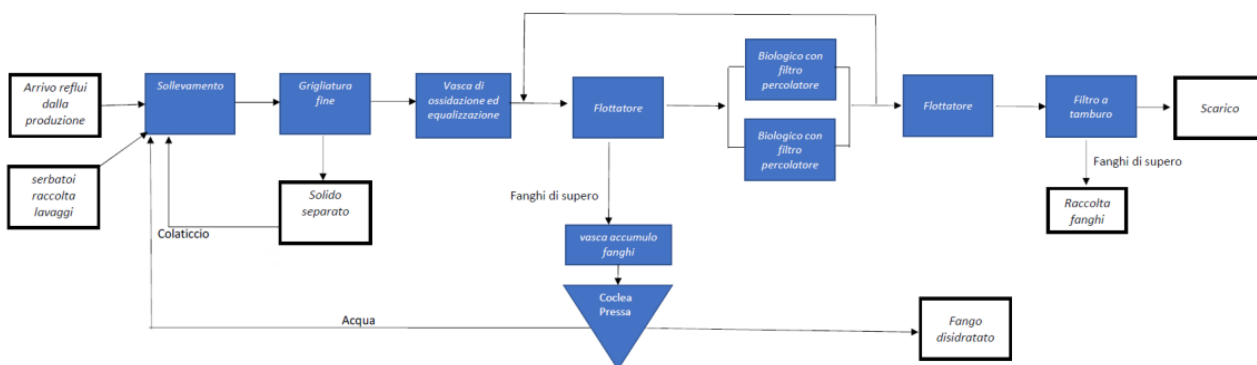 Arrivo reflui
dalla
produzione
serbatoi
raccolta
lavaggi
Sollevamento
Grigliatura
fine
Solido
separato
Colaticcio
Vasca di
ossidazione ed
equalizzazione
Flottatore
Fanghi di supero
vasca accumulo
fanghi
Coclea
Pressa
Acqua
Fango
disidratato
Biologico con
filtro
percolatore
Biologico con
filtro
percolatore
Flottatore
Filtro a
tamburo
Fanghi di supero
Raccolta
fanghi
Scarico